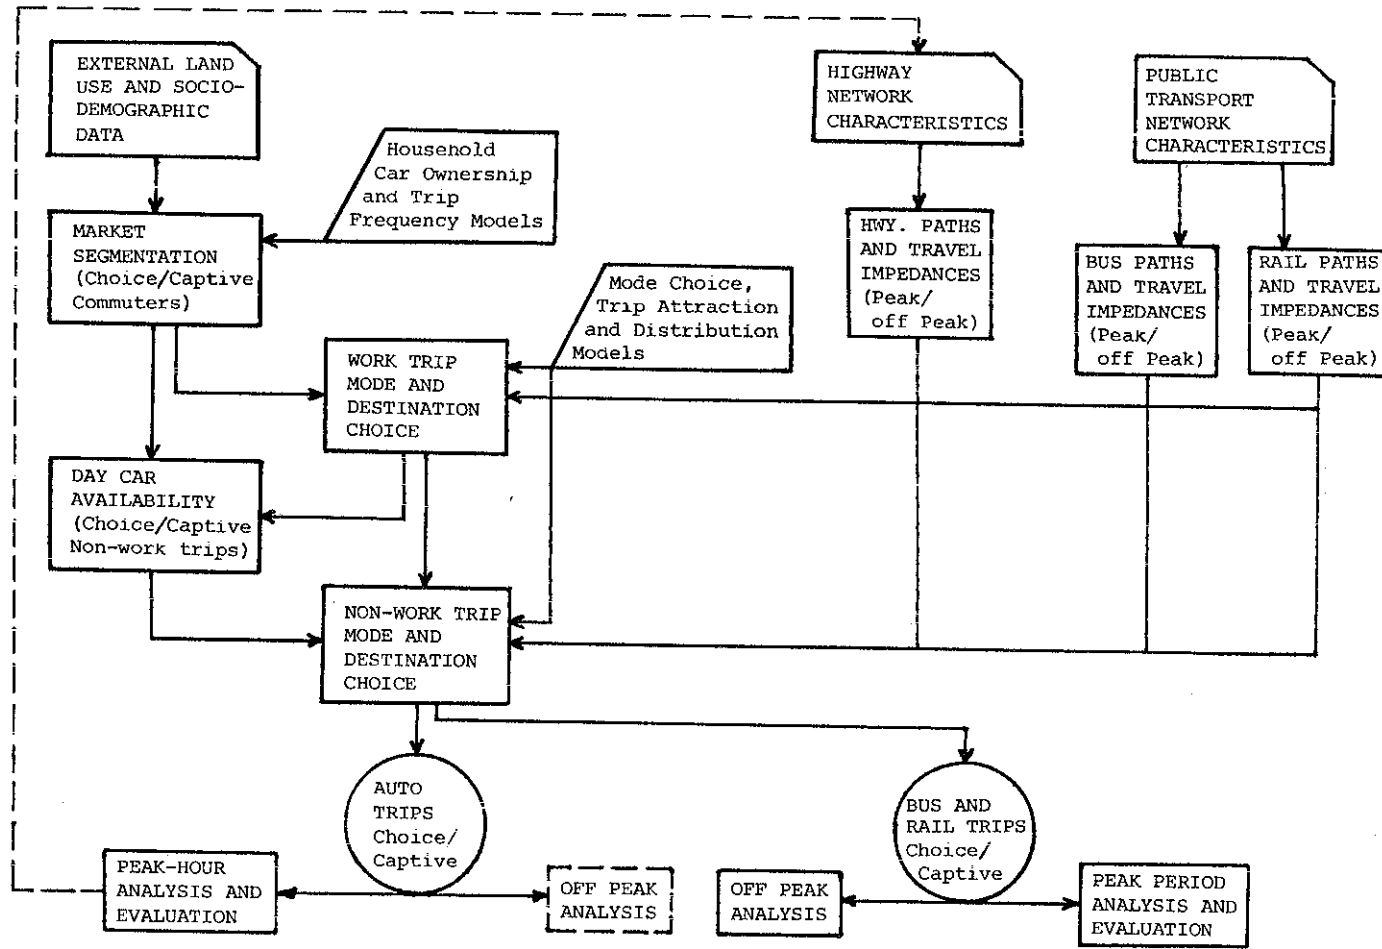 EXTERNAL LAND
USE AND SOCIO-
DEMOGRAPHIC
DATA
HIGHWAY
NETWORK
CHARACTERISTICS
PUBLIC
TRANSPORT
NETWORK
CHARACTERISTICS
Household
Car Ownership
and Trip
Frequency Models
MARKET
SEGMENTATION
(Choice/Captive
Commuters)
HWY. PATHS
AND TRAVEL
IMPEDANCES
(Peak/
off Peak)
BUS PATHS
AND TRAVEL
IMPEDANCES
(Peak/
off Peak)
RAIL PATHS
AND TRAVEL
IMPEDANCES
(Peak/
off Peak)
Mode Choice,
Trip Attraction
and Distribution
Models
WORK TRIP
MODE AND
DESTINATION
CHOICE
DAY CAR
AVAILABILITY
(Choice/Captive
Non-work trips)
NON-WORK TRIP
MODE AND
DESTINATION
CHOICE
AUTO
TRIPS
Choice/
Captive
BUS AND
RAIL TRIPS
Choice/
Captive
PEAK-HOUR
ANALYSIS AND
EVALUATION
OFF PEAK
ANALYSIS
OFF PEAK
ANALYSIS
PEAK PERIOD
ANALYSIS AND
EVALUATION